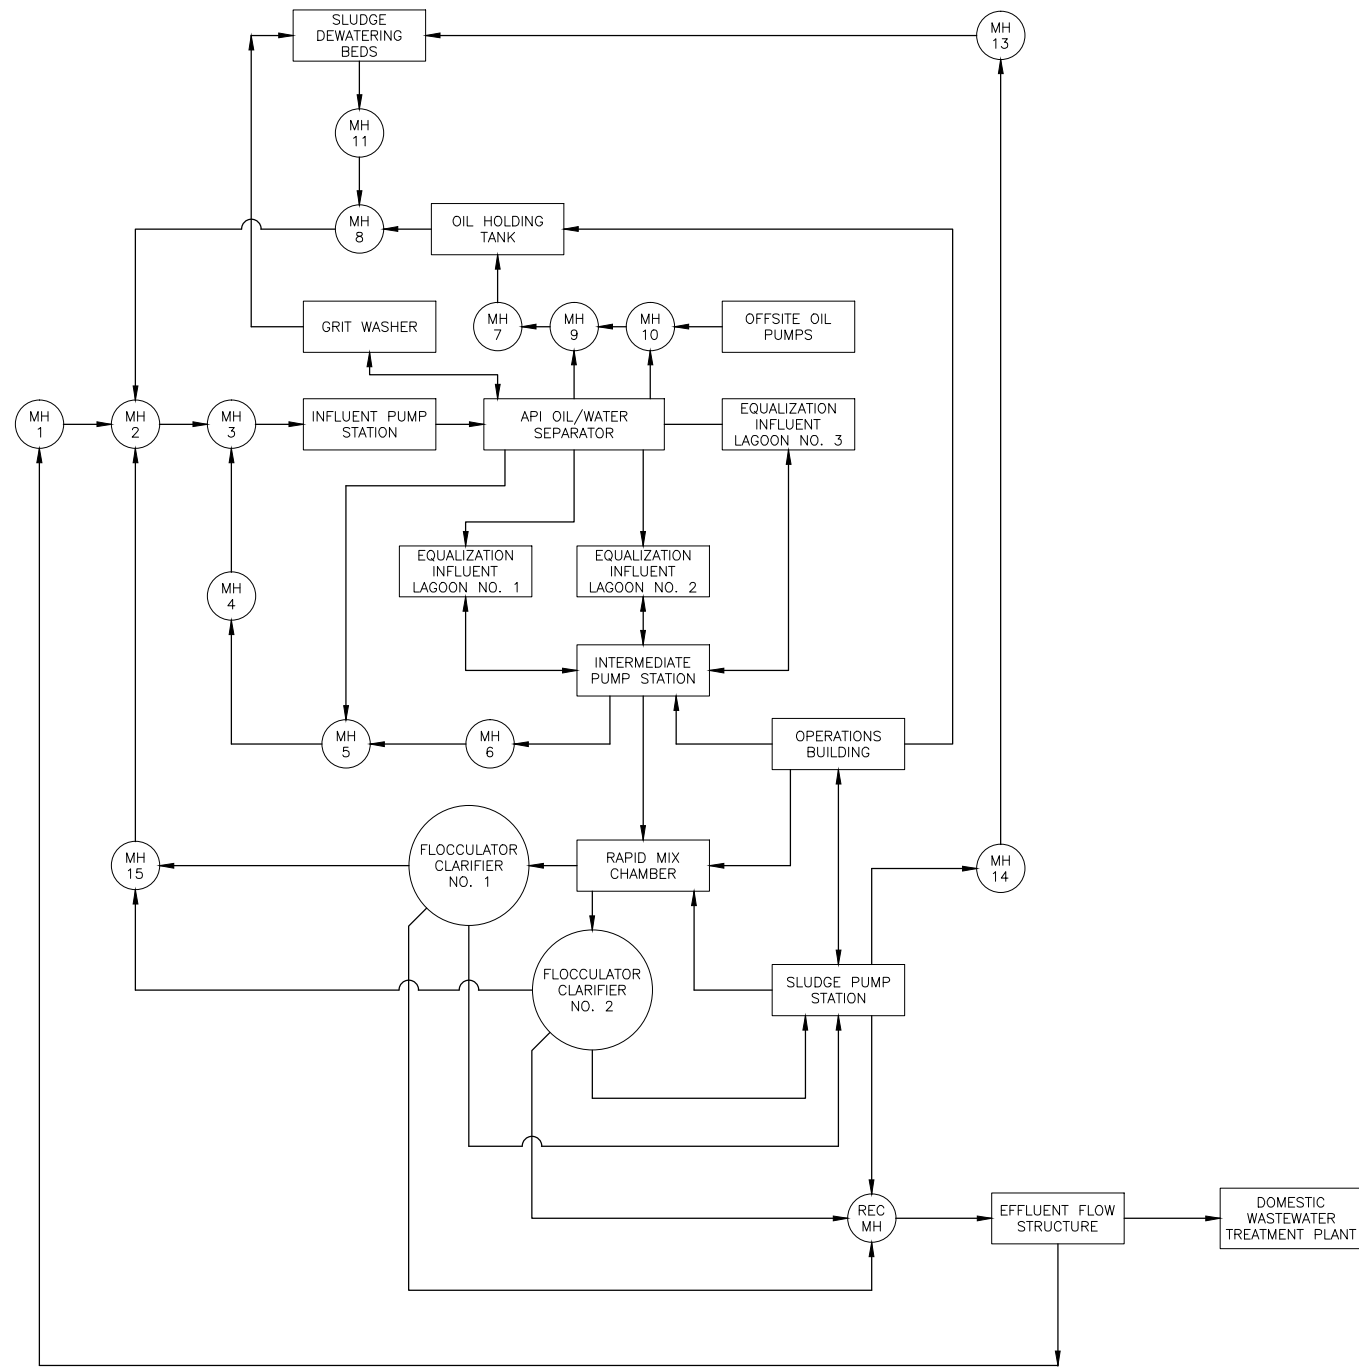 SLUDGE
DEWATERING
BEDS
MH
13
MH
11
MH
8
OIL HOLDING
TANK
GRIT WASHER
MH
7
MH
9
MH
10
OFFSITE OIL
PUMPS
MH
1
MH
2
MH
3
INFLUENT PUMP
STATION
API OIL/WATER
SEPARATOR
EQUALIZATION
INFLUENT
LAGOON NO. 3
EQUALIZATION
INFLUENT
LAGOON NO. 1
EQUALIZATION
INFLUENT
LAGOON NO. 2
MH
4
INTERMEDIATE
PUMP STATION
MH
5
MH
6
OPERATIONS
BUILDING
MH
15
FLOCCULATOR
CLARIFIER
NO. 1
RAPID MIX
CHAMBER
MH
14
FLOCCULATOR
CLARIFIER
NO. 2
SLUDGE PUMP
STATION
REC
MH
EFFLUENT FLOW
STRUCTURE
DOMESTIC
WASTEWATER
TREATMENT PLANT